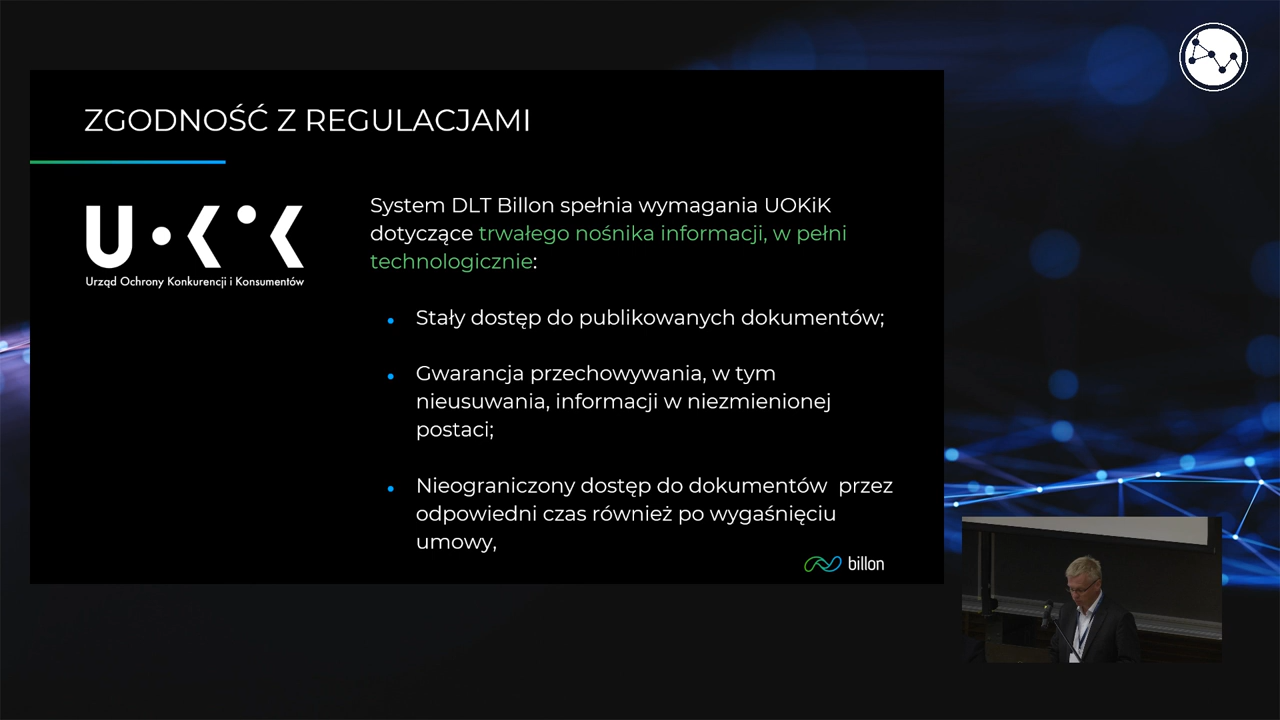 ZGODNOŚĆ Z REGULACJAMI
UOKiK
Urząd Ochrony Konkurencji i Konsumentów
System DLT Billon spełnia wymagania UOKiK
dotyczące trwałego nośnika informacji, w pełni
technologicznie:
• Stały dostęp do publikowanych dokumentów;
• Gwarancja przechowywania, w tym
nieusuwania, informacji w niezmienionej
postaci;
• Nieograniczony dostęp do dokumentów  przez
odpowiedni czas również po wygaśnięciu
umowy,
billon